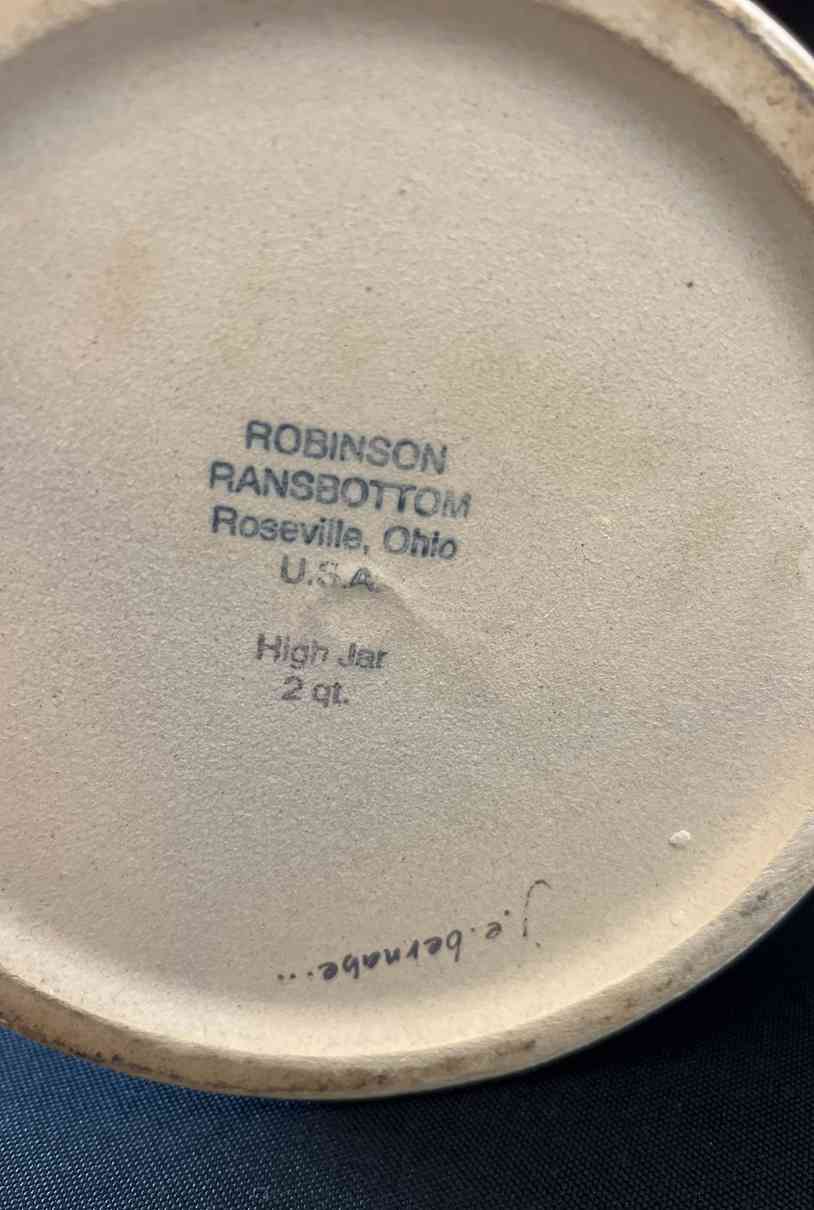 ROBINSON
RANSBOTTOM
Roseville, Ohio
U.S.A.
High Jar
2 qt.
j.e. bernabe...